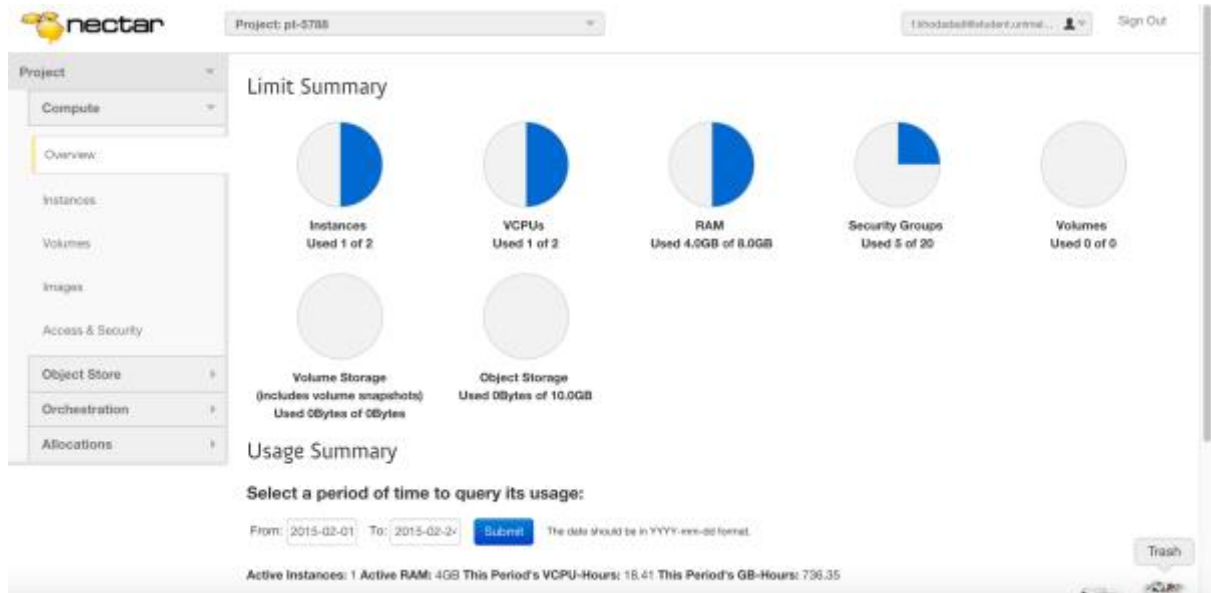 nectar
Project: pt-5788
Sign Out
Project
Compute
Overview
Instances
Volumes
Images
Access & Security
Object Store
Orchestration
Allocations
Limit Summary
Instances
Used 1 of 2
VCPUs
Used 1 of 2
RAM
Used 4.0GB of 8.0GB
Security Groups
Used 5 of 20
Volumes
Used 0 of 0
Volume Storage
(includes volume snapshots)
Used 0Bytes of 0Bytes
Object Storage
Used 0Bytes of 10.0GB
Usage Summary
Select a period of time to query its usage:
From: 2015-02-01 To: 2015-02-2 Submit The date should be in YYYY-mm-dd format.
Active Instances: 1 Active RAM: 4GB This Period's VCPU-Hours: 18.41 This Period's GB-Hours: 736.35
Trash